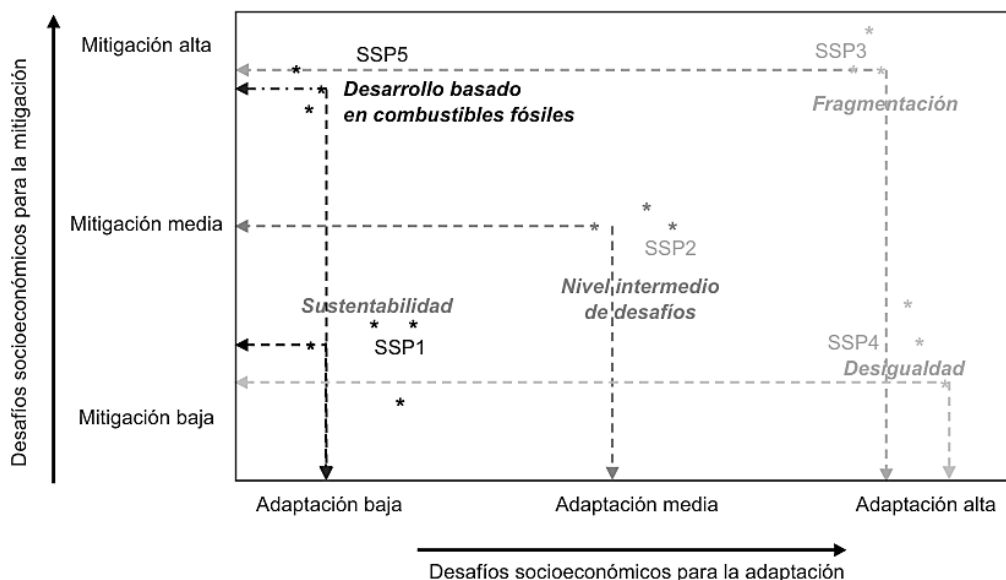 Desafíos socioeconómicos para la mitigación
Mitigación alta
SSP5
SSP3
Desarrollo basado
en combustibles fósiles
Fragmentación
Mitigación media
SSP2
Sustentabilidad
Nivel intermedio
de desafíos
SSP1
SSP4
Desigualdad
Mitigación baja
Adaptación baja
Adaptación media
Adaptación alta
Desafíos socioeconómicos para la adaptación